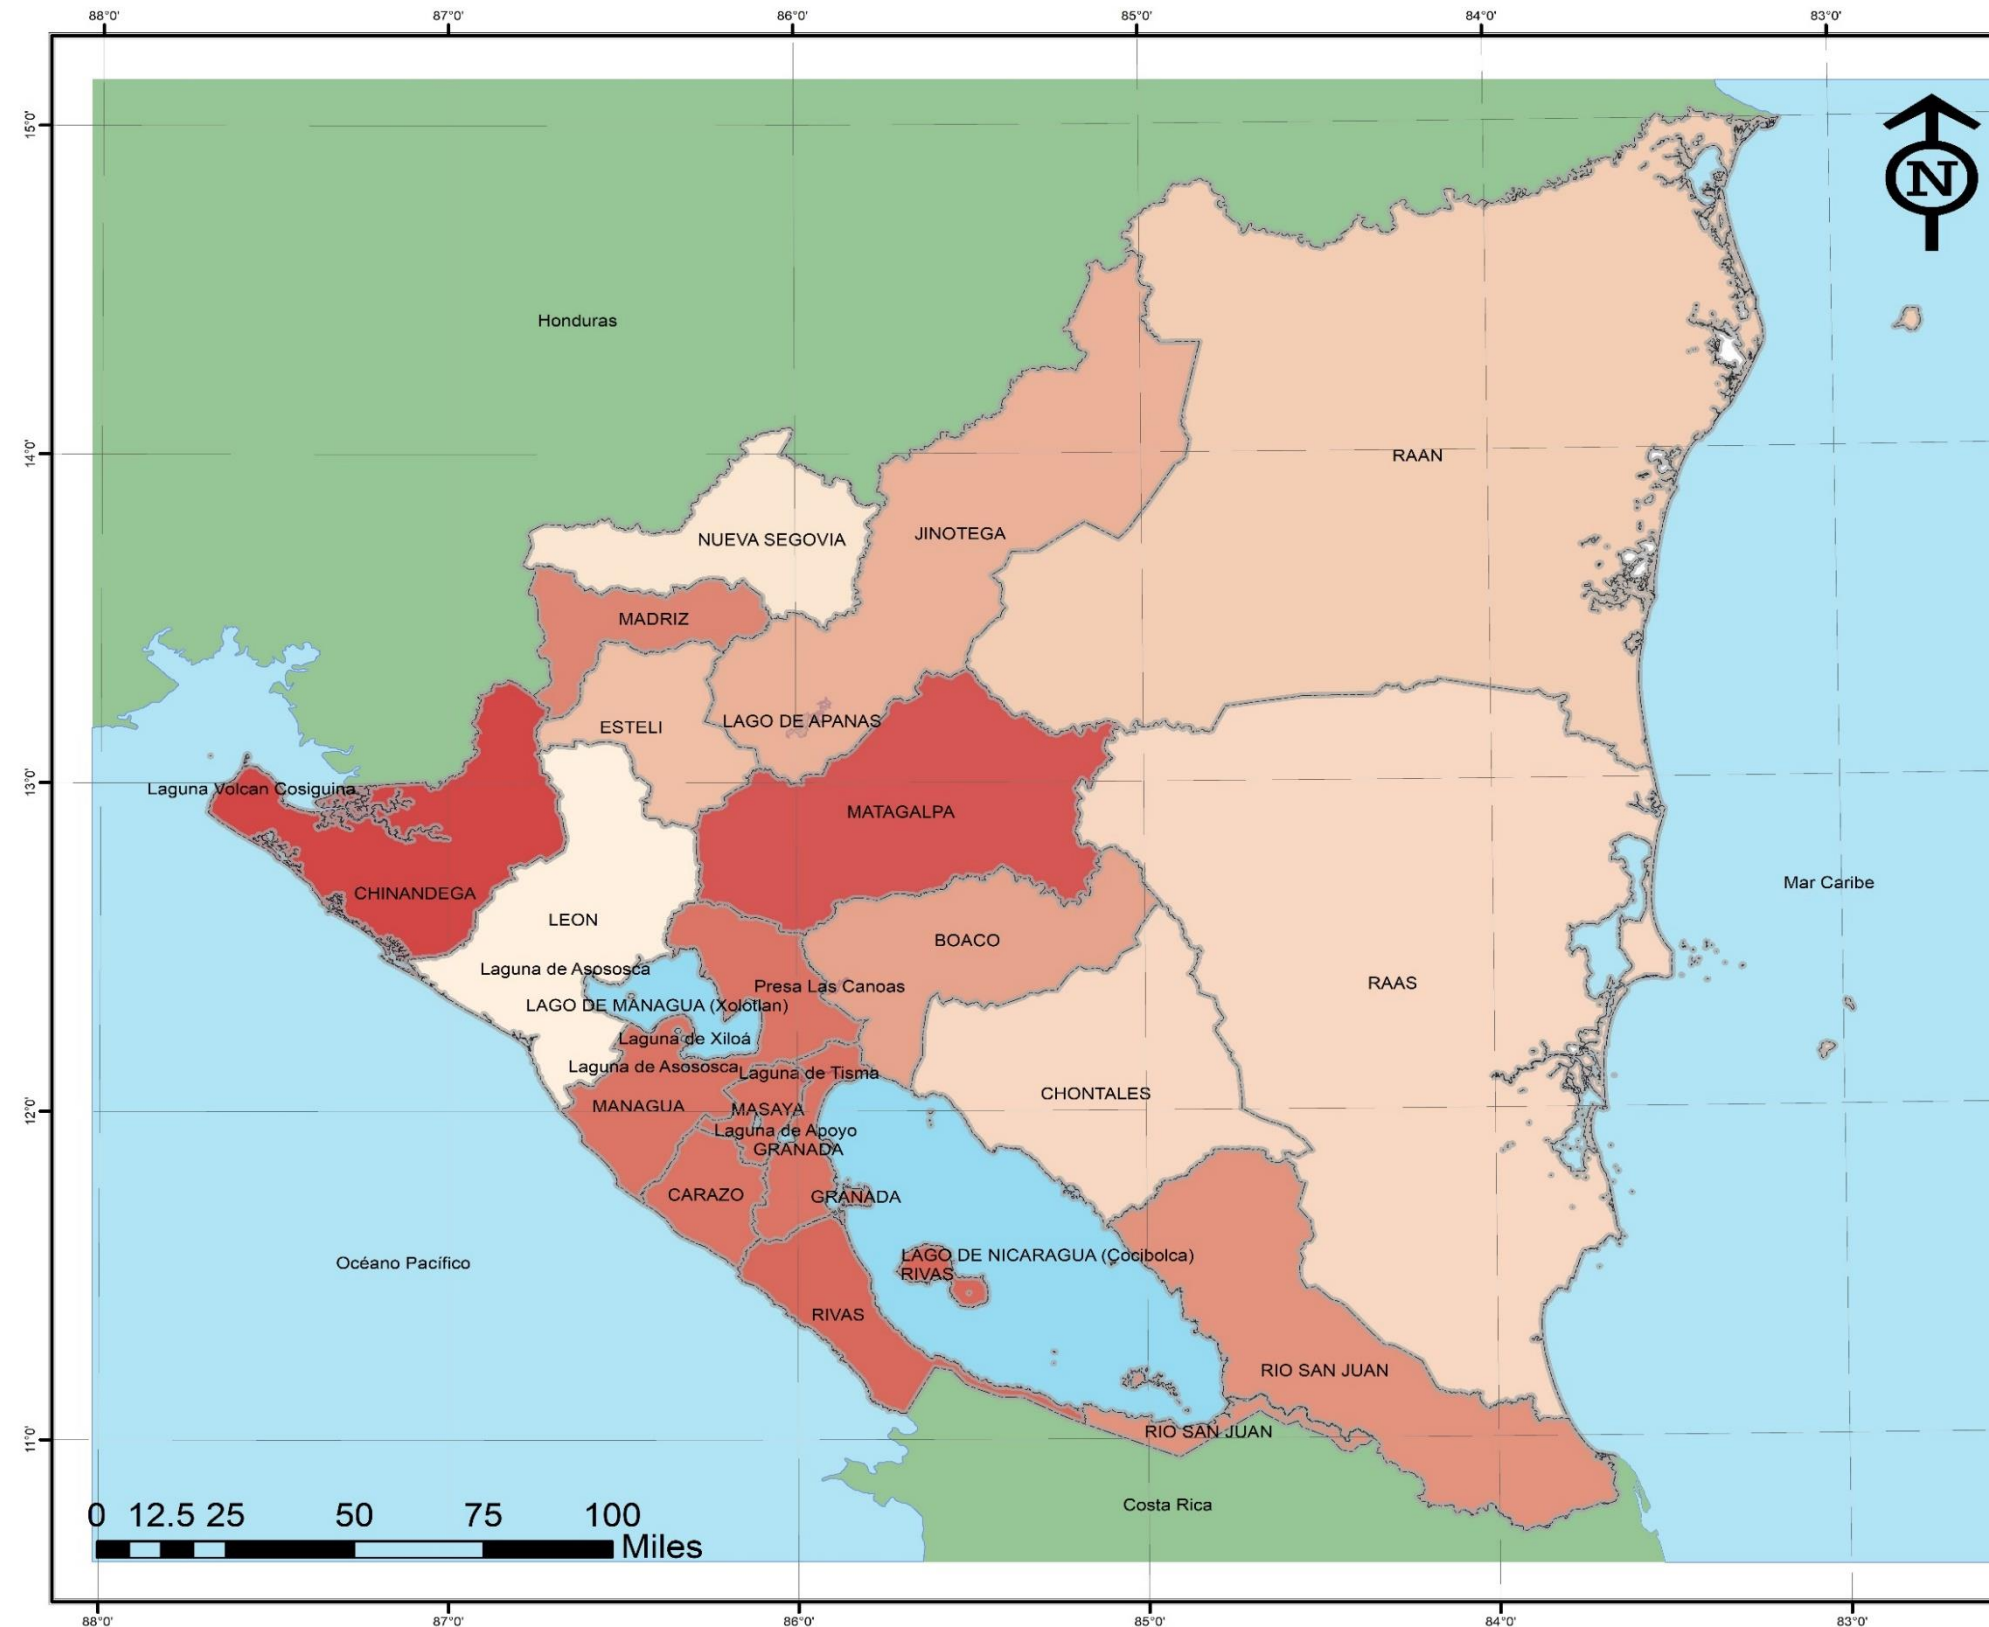 88°0'
87°0'
86°0'
85°0'
84°0'
83°0'
15°0'
N
Honduras
14°0'
RAAN
NUEVA SEGOVIA
JINOTEGA
MADRIZ
LAGO DE APANAS
ESTELI
13°0'
Laguna Volcan Cosiguina
MATAGALPA
CHINANDEGA
Mar Caribe
LEON
BOACO
Laguna de Asososca
RAAS
Presa Las Canoas
LAGO DE MANAGUA (Xolotlan)
Laguna de Xiloá
Laguna de Asososca
Laguna de Tisma
CHONTALES
12°0'
MANAGUA
MASAYA
Laguna de Apoyo
GRANADA
CARAZO
GRANADA
LAGO DE NICARAGUA (Cocibolca)
Océano Pacífico
RIVAS
RIVAS
RIO SAN JUAN
11°0'
RIO SAN JUAN
Costa Rica
0 12.5 25 50 75 100
Miles
88°0'
87°0'
86°0'
85°0'
84°0'
83°0'